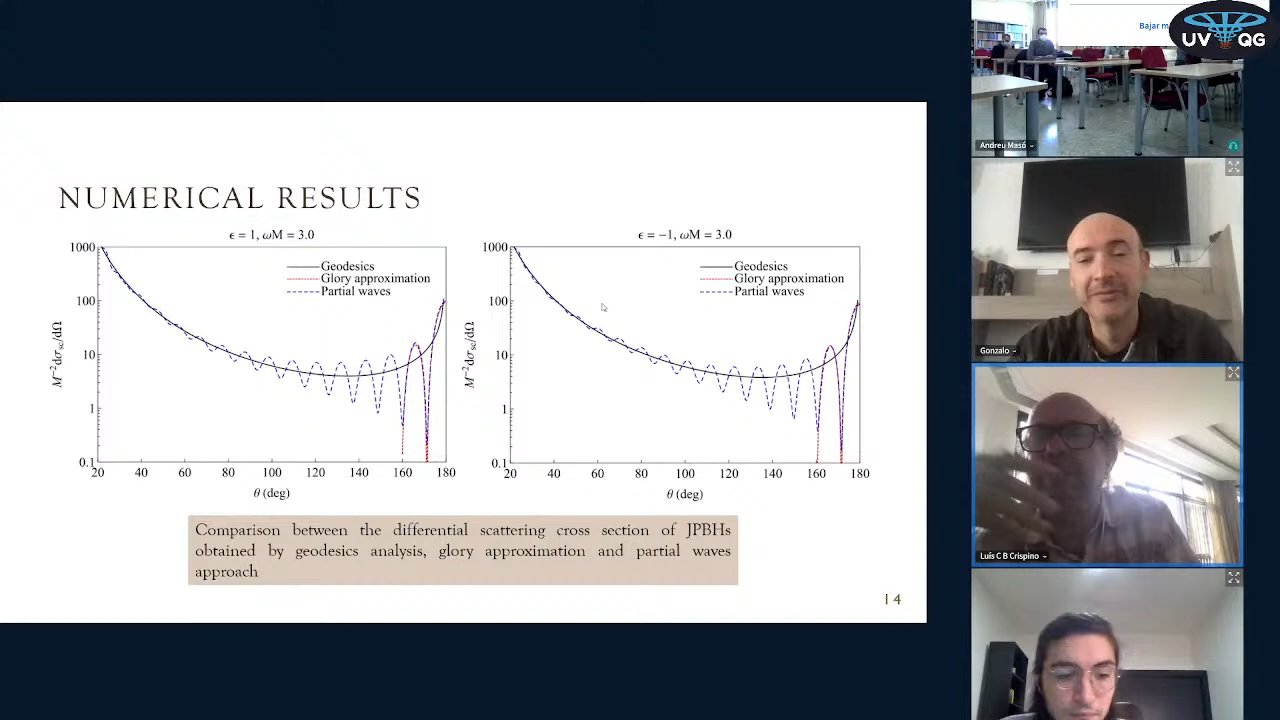 NUMERICAL RESULTS
ϵ = 1, ωM = 3.0
1000
100
10
1
0.1
M⁻²dσsc/dΩ
Geodesics
Glory approximation
Partial waves
20 40 60 80 100 120 140 160 180
θ (deg)
ϵ = −1, ωM = 3.0
1000
100
10
1
0.1
M⁻²dσsc/dΩ
Geodesics
Glory approximation
Partial waves
20 40 60 80 100 120 140 160 180
θ (deg)
Comparison between the differential scattering cross section of JPBHs
obtained by geodesics analysis, glory approximation and partial waves
approach
14
Bajar
UV QG
Andreu Masó
Gonzalo
Luís C B Crispino